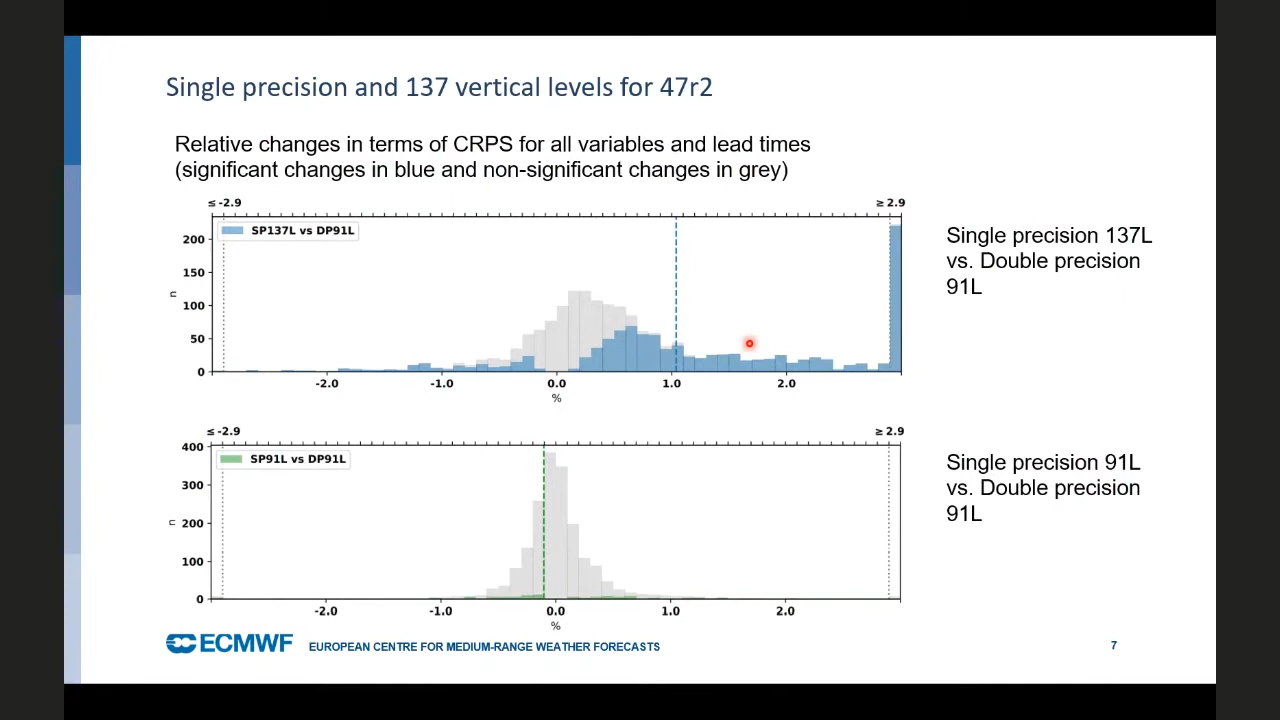 Single precision and 137 vertical levels for 47r2
Relative changes in terms of CRPS for all variables and lead times
(significant changes in blue and non-significant changes in grey)
≤ -2.9
≥ 2.9
SP137L vs DP91L
200
150
100
50
0
n
-2.0
-1.0
0.0
1.0
2.0
%
Single precision 137L
vs. Double precision
91L
≤ -2.9
≥ 2.9
SP91L vs DP91L
400
300
200
100
0
n
-2.0
-1.0
0.0
1.0
2.0
%
Single precision 91L
vs. Double precision
91L
ECMWF
EUROPEAN CENTRE FOR MEDIUM-RANGE WEATHER FORECASTS
7